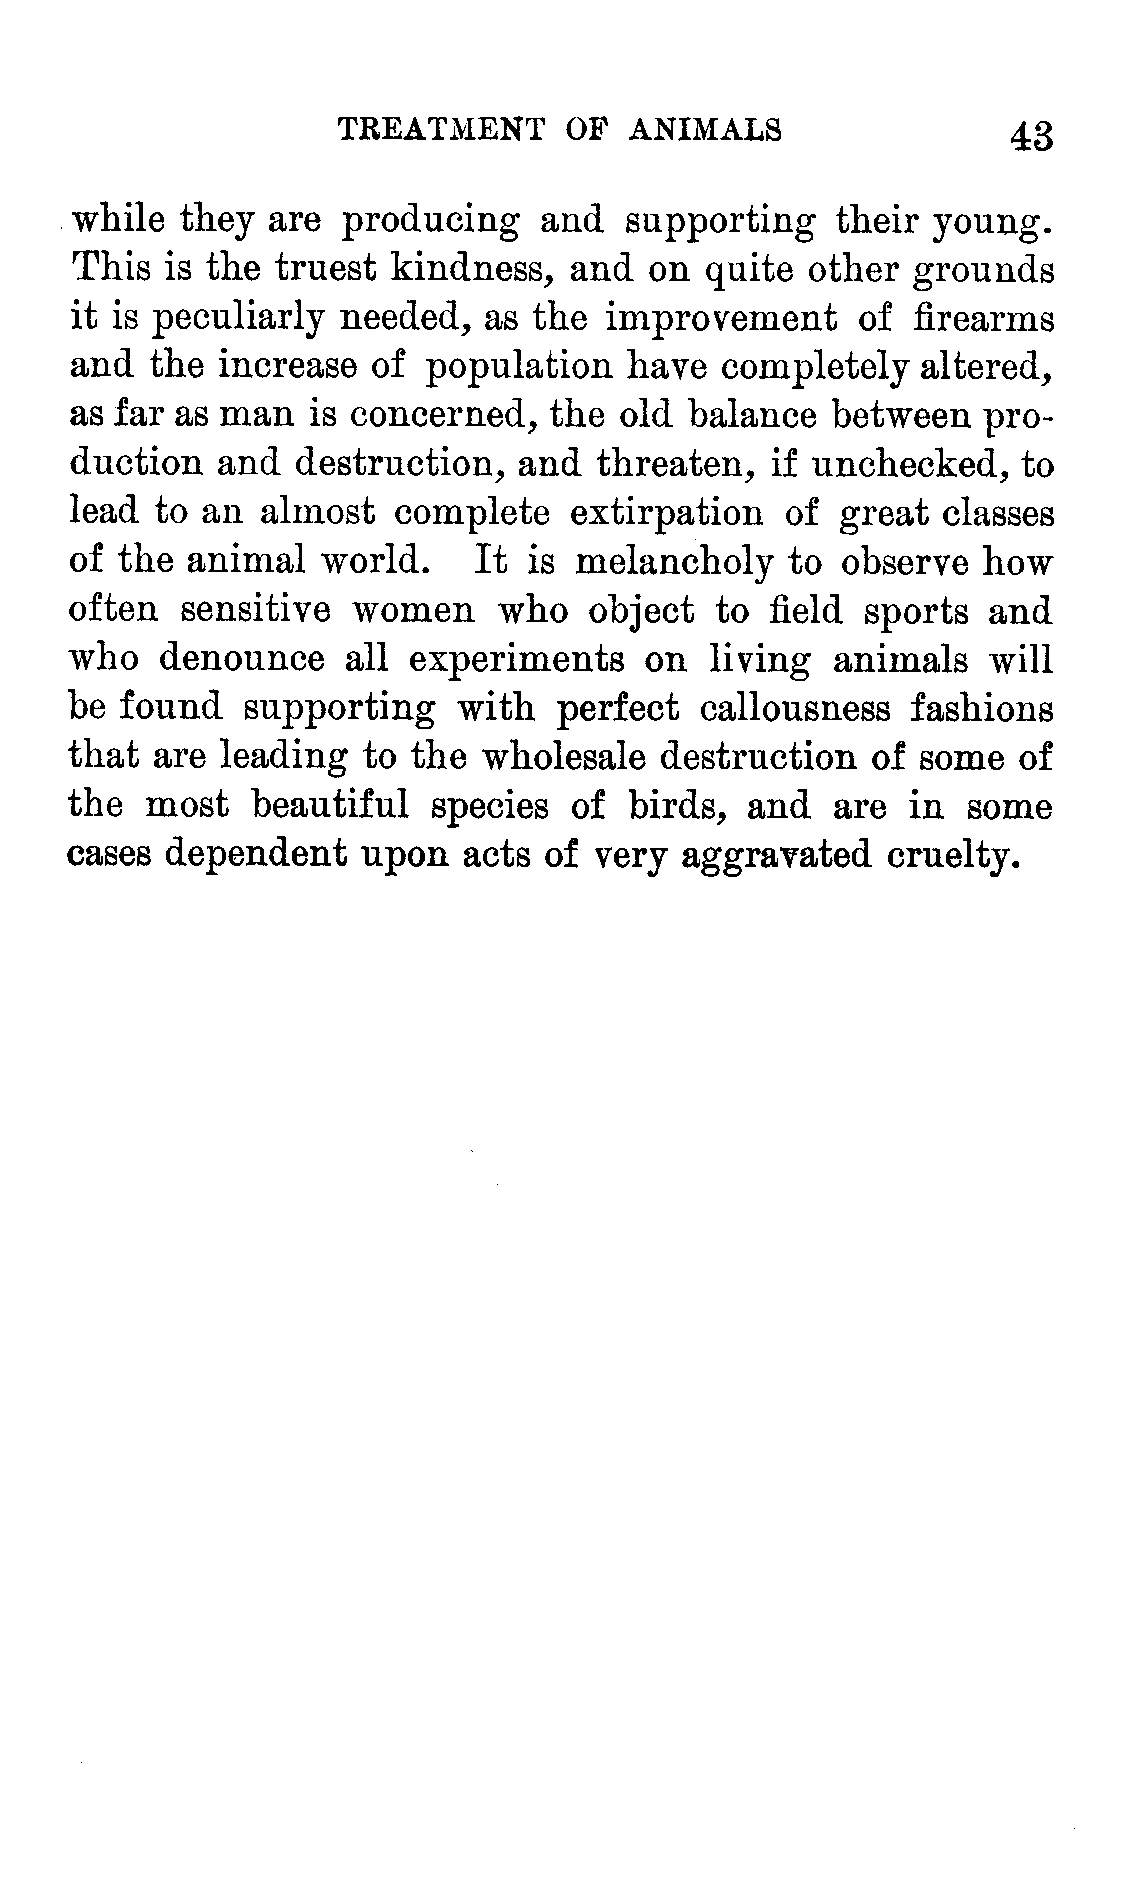 TREATMENT OF ANIMALS 43
while they are producing and supporting their young.
This is the truest kindness, and on quite other grounds
it is peculiarly needed, as the improvement of firearms
and the increase of population have completely altered,
as far as man is concerned, the old balance between pro-
duction and destruction, and threaten, if unchecked, to
lead to an almost complete extirpation of great classes
of the animal world. It is melancholy to observe how
often sensitive women who object to field sports and
who denounce all experiments on living animals will
be found supporting with perfect callousness fashions
that are leading to the wholesale destruction of some of
the most beautiful species of birds, and are in some
cases dependent upon acts of very aggravated cruelty.